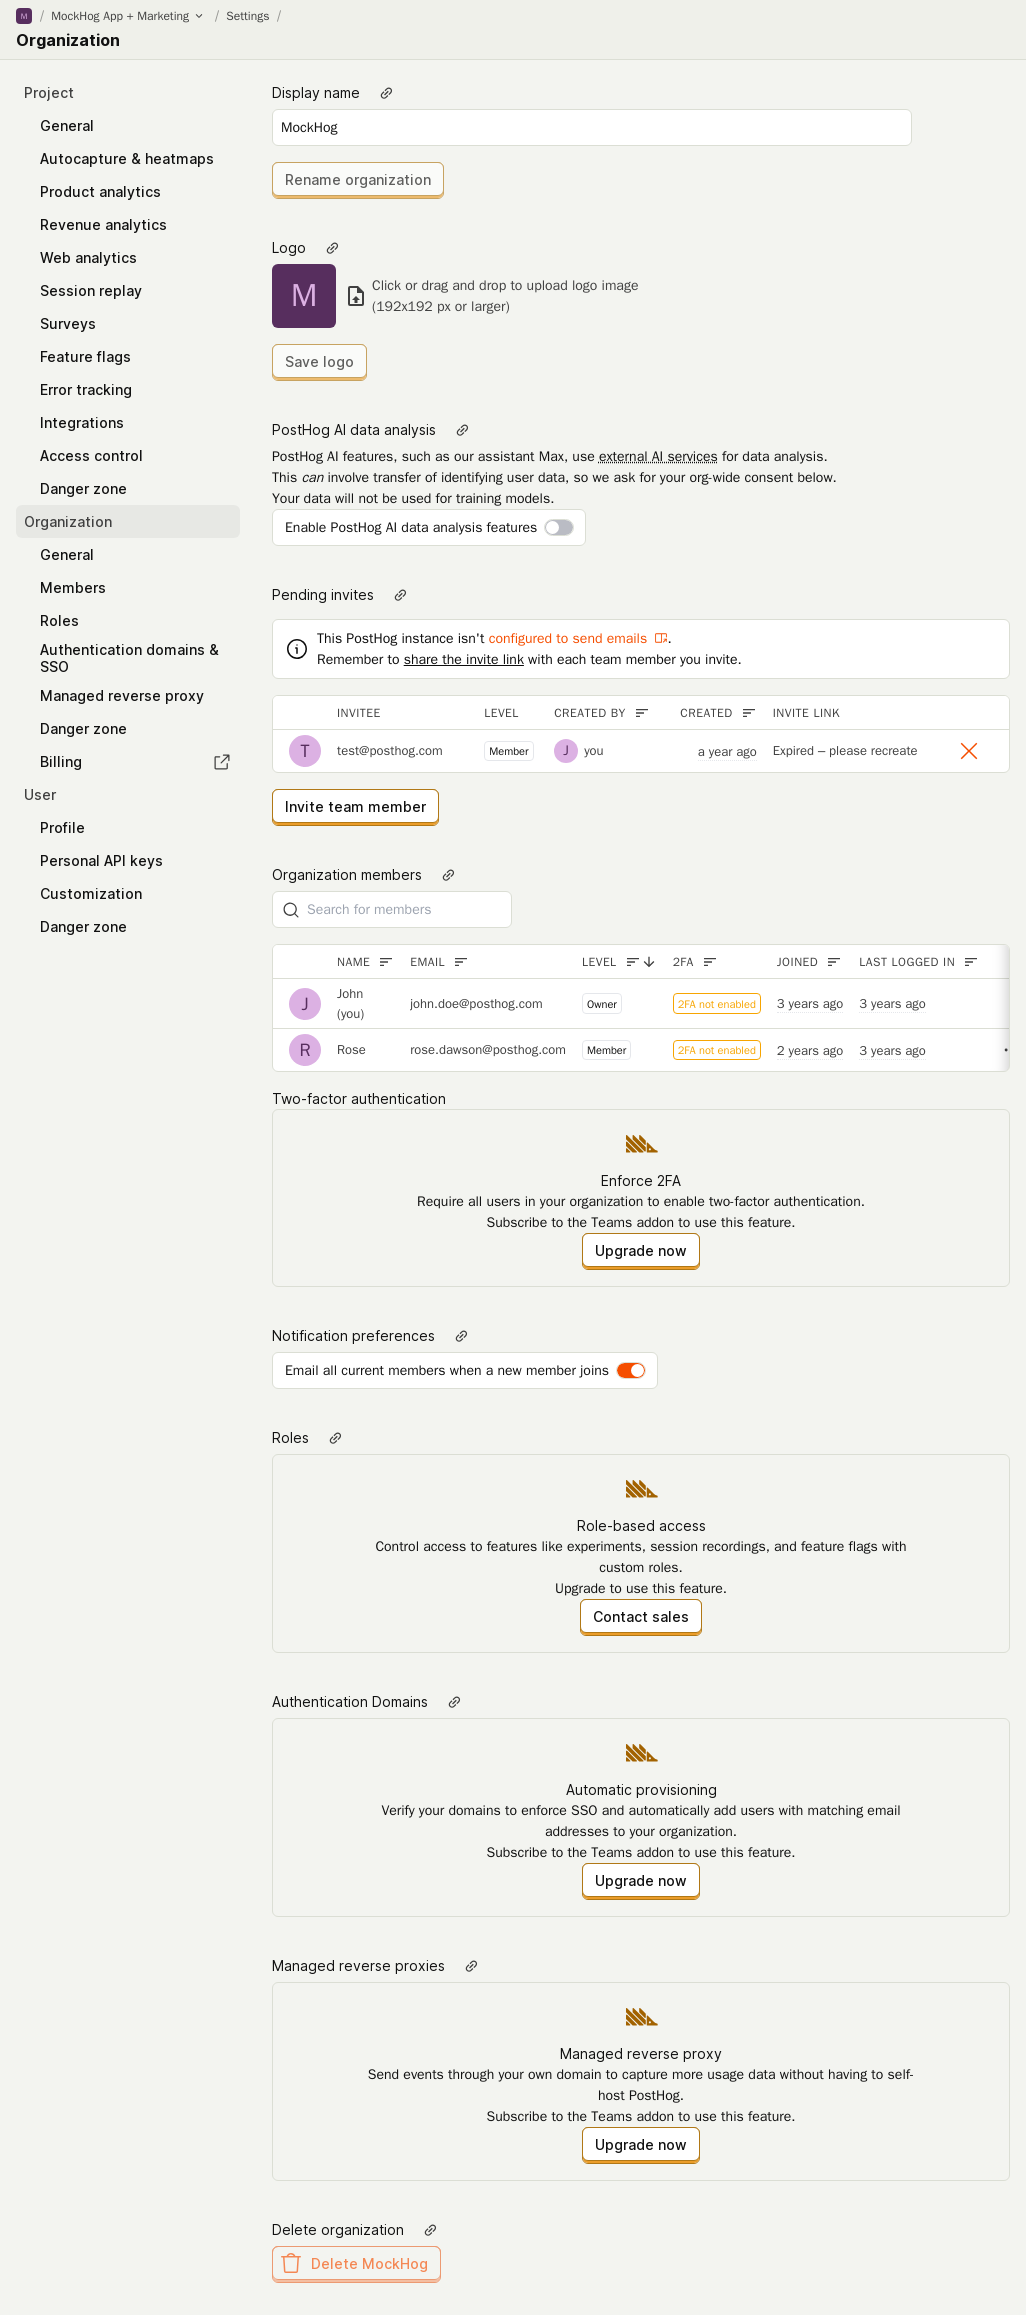 M / MockHog App + Marketing / Settings /
Organization
Project
General
Autocapture & heatmaps
Product analytics
Revenue analytics
Web analytics
Session replay
Surveys
Feature flags
Error tracking
Integrations
Access control
Danger zone
Organization
General
Members
Roles
Authentication domains &
SSO
Managed reverse proxy
Danger zone
Billing
User
Profile
Personal API keys
Customization
Danger zone
Display name
MockHog
Rename organization
Logo
M
Click or drag and drop to upload logo image
(192x192 px or larger)
Save logo
PostHog AI data analysis
PostHog AI features, such as our assistant Max, use external AI services for data analysis.
This can involve transfer of identifying user data, so we ask for your org-wide consent below.
Your data will not be used for training models.
Enable PostHog AI data analysis features
Pending invites
This PostHog instance isn't configured to send emails .
Remember to share the invite link with each team member you invite.
INVITEE LEVEL CREATED BY CREATED INVITE LINK
T test@posthog.com Member J you a year ago Expired – please recreate
Invite team member
Organization members
Search for members
NAME EMAIL LEVEL 2FA JOINED LAST LOGGED IN
J John (you) john.doe@posthog.com Owner 2FA not enabled 3 years ago 3 years ago
R Rose rose.dawson@posthog.com Member 2FA not enabled 2 years ago 3 years ago
Two-factor authentication
Enforce 2FA
Require all users in your organization to enable two-factor authentication.
Subscribe to the Teams addon to use this feature.
Upgrade now
Notification preferences
Email all current members when a new member joins
Roles
Role-based access
Control access to features like experiments, session recordings, and feature flags with
custom roles.
Upgrade to use this feature.
Contact sales
Authentication Domains
Automatic provisioning
Verify your domains to enforce SSO and automatically add users with matching email
addresses to your organization.
Subscribe to the Teams addon to use this feature.
Upgrade now
Managed reverse proxies
Managed reverse proxy
Send events through your own domain to capture more usage data without having to self-
host PostHog.
Subscribe to the Teams addon to use this feature.
Upgrade now
Delete organization
Delete MockHog